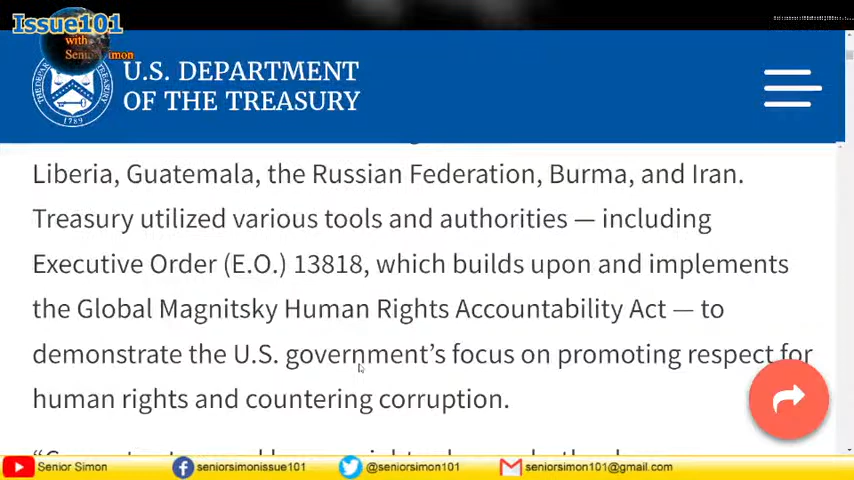 Issue101
with
Senior Simon
U.S. DEPARTMENT
OF THE TREASURY
1789
Liberia, Guatemala, the Russian Federation, Burma, and Iran.
Treasury utilized various tools and authorities — including
Executive Order (E.O.) 13818, which builds upon and implements
the Global Magnitsky Human Rights Accountability Act — to
demonstrate the U.S. government’s focus on promoting respect for
human rights and countering corruption.
Senior Simon
seniorsimonissue101
@seniorsimon101
seniorsimon101@gmail.com